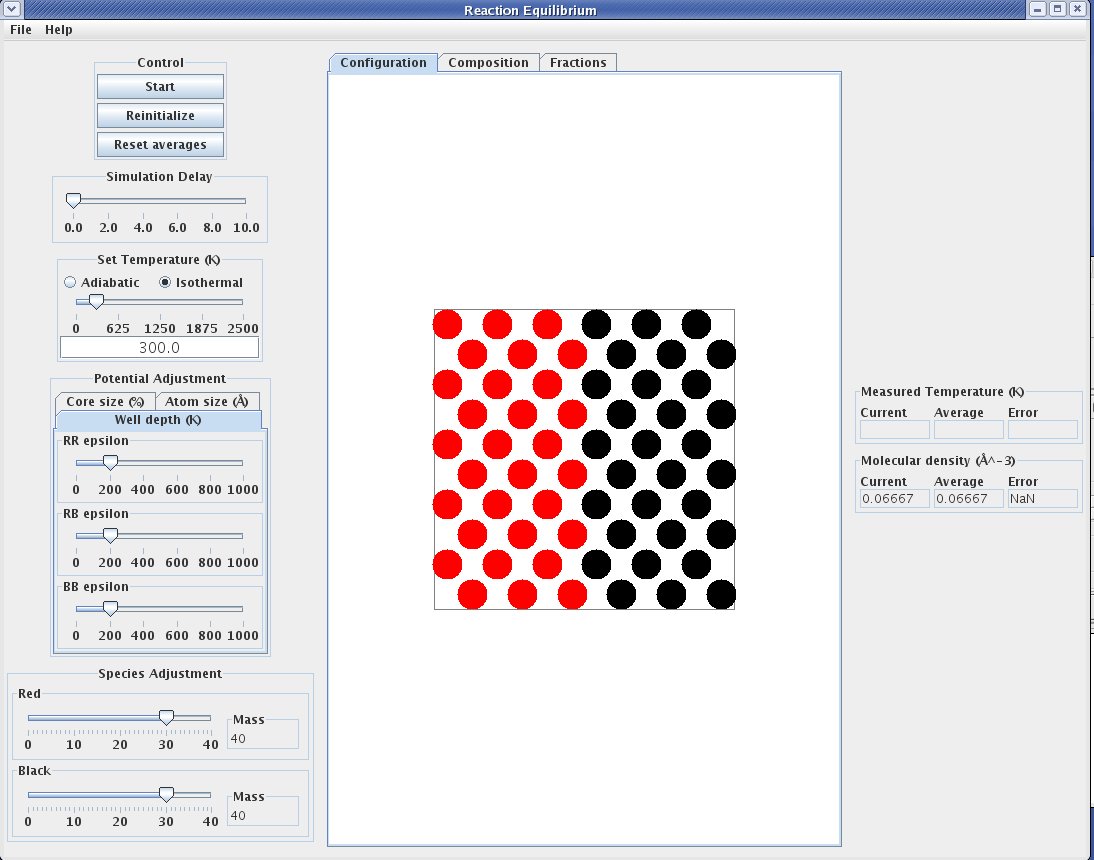 Reaction Equilibrium
File Help
Control
Start
Reinitialize
Reset averages
Simulation Delay
0.0 2.0 4.0 6.0 8.0 10.0
Set Temperature (K)
Adiabatic Isothermal
0 625 1250 1875 2500
300.0
Potential Adjustment
Core size (%) Atom size (Å)
Well depth (K)
RR epsilon
0 200 400 600 800 1000
RB epsilon
0 200 400 600 800 1000
BB epsilon
0 200 400 600 800 1000
Species Adjustment
Red
0 10 20 30 40
Mass
40
Black
0 10 20 30 40
Mass
40
Configuration Composition Fractions
Measured Temperature (K)
Current Average Error
Molecular density (Å^-3)
Current Average Error
0.06667 0.06667 NaN